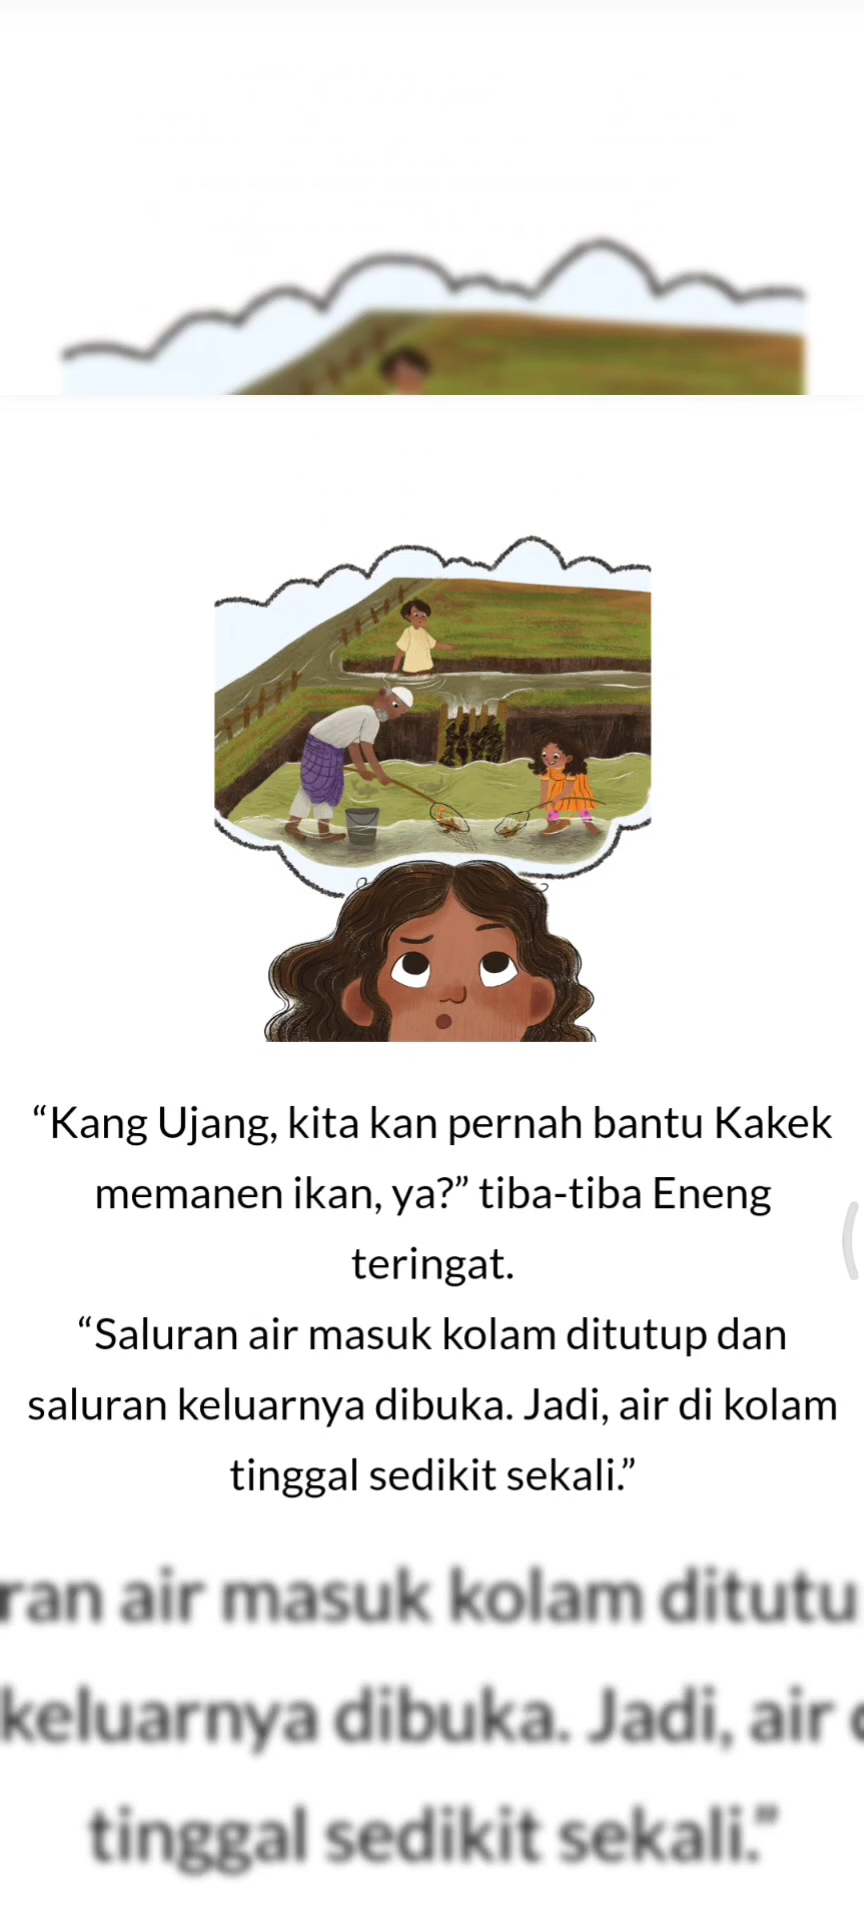 “Kang Ujang, kita kan pernah bantu Kakek
memanen ikan, ya?” tiba-tiba Eneng
teringat.
“Saluran air masuk kolam ditutup dan
saluran keluarnya dibuka. Jadi, air di kolam
tinggal sedikit sekali.”
ran air masuk kolam ditutu
keluarnya dibuka. Jadi, air
tinggal sedikit sekali.”